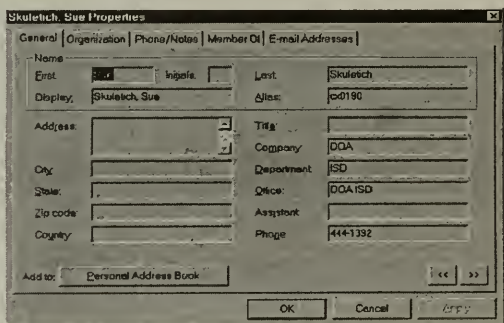 Skuletich, Sue Properties
General Organization Phone/Notes Member Of E-mail Addresses
Name
First: Initials: Last: Skuletich
Display: Skuletich, Sue Alias: cx0190
Address: Title:
Company: DOA
City: Department: ISD
State: Office: DOA ISD
Zip code: Assistant:
Country: Phone: 444-1392
Add to: Personal Address Book << >>
OK Cancel Apply